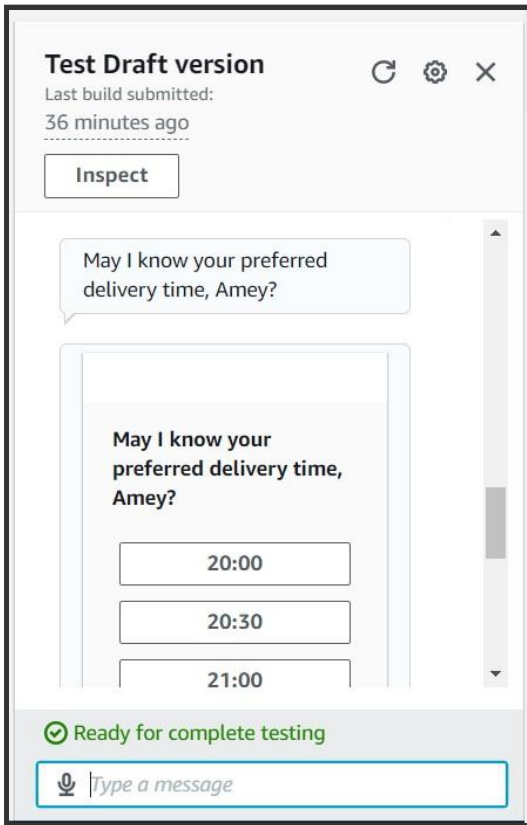 Test Draft version
Last build submitted:
36 minutes ago
Inspect
May I know your preferred
delivery time, Amey?
May I know your
preferred delivery time,
Amey?
20:00
20:30
21:00
Ready for complete testing
Type a message